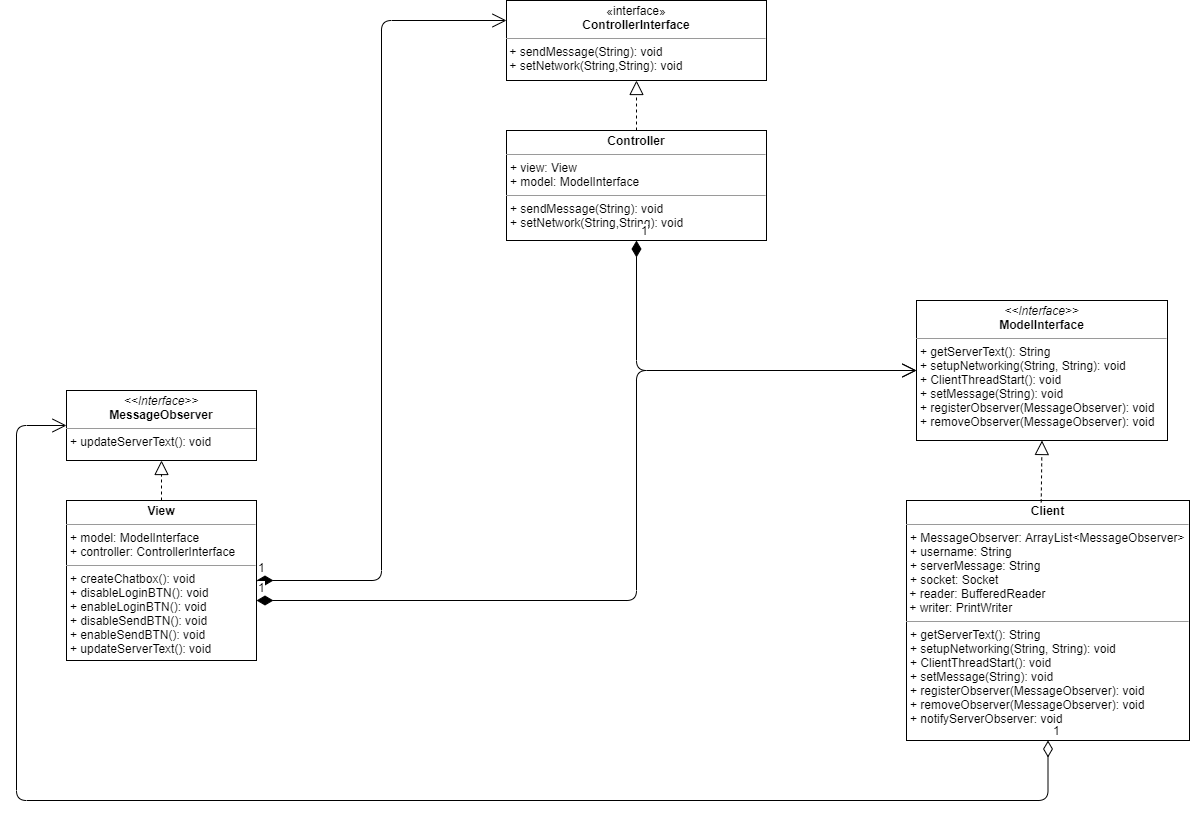 «interface»
ControllerInterface
+ sendMessage(String): void
+ setNetwork(String,String): void
Controller
+ view: View
+ model: ModelInterface
+ sendMessage(String): void
+ setNetwork(String,String): void
1
<<Interface>>
ModelInterface
+ getServerText(): String
+ setupNetworking(String, String): void
+ ClientThreadStart(): void
+ setMessage(String): void
+ registerObserver(MessageObserver): void
+ removeObserver(MessageObserver): void
<<Interface>>
MessageObserver
+ updateServerText(): void
View
+ model: ModelInterface
+ controller: ControllerInterface
+ createChatbox(): void
+ disableLoginBTN(): void
+ enableLoginBTN(): void
+ disableSendBTN(): void
+ enableSendBTN(): void
+ updateServerText(): void
1
1
Client
+ MessageObserver: ArrayList<MessageObserver>
+ username: String
+ serverMessage: String
+ socket: Socket
+ reader: BufferedReader
+ writer: PrintWriter
+ getServerText(): String
+ setupNetworking(String, String): void
+ ClientThreadStart(): void
+ setMessage(String): void
+ registerObserver(MessageObserver): void
+ removeObserver(MessageObserver): void
+ notifyServerObserver: void
1